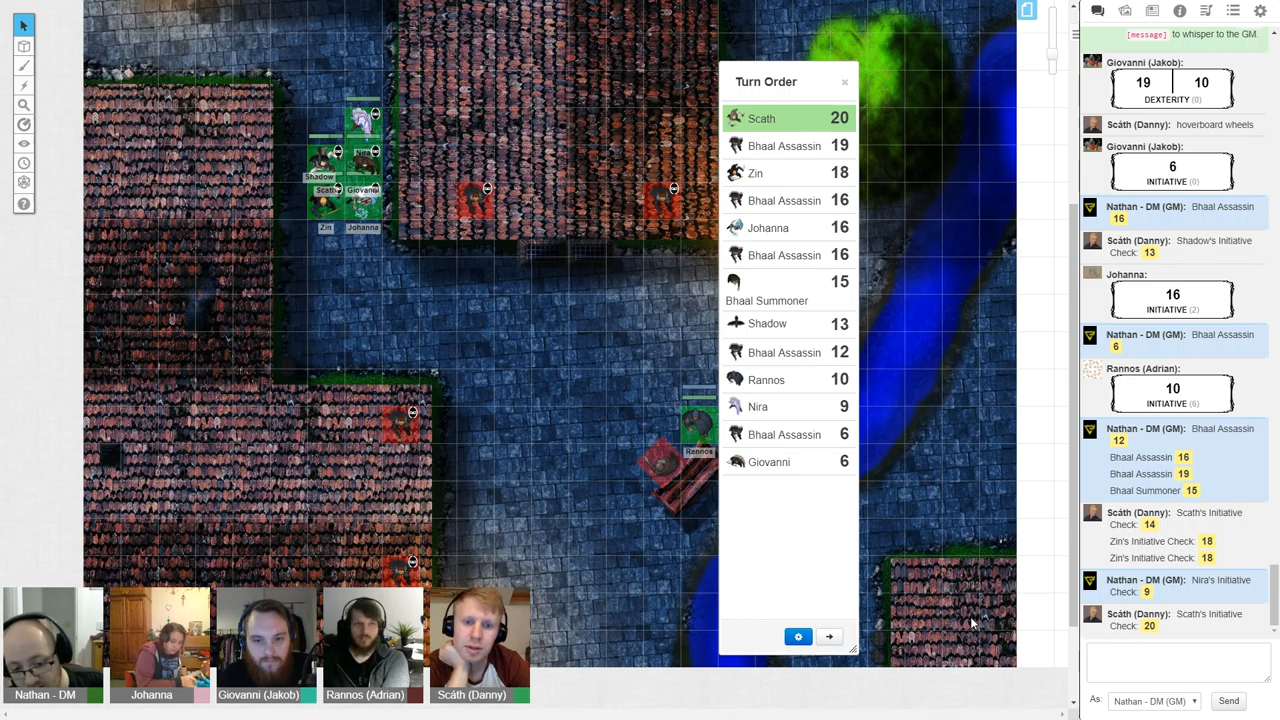 Shadow
Scath
Giovanni
Zin
Johanna
Rannos
Turn Order
×
Scath 20
Bhaal Assassin 19
Zin 18
Bhaal Assassin 16
Johanna 16
Bhaal Assassin 16
15
Bhaal Summoner
Shadow 13
Bhaal Assassin 12
Rannos 10
Nira 9
Bhaal Assassin 6
Giovanni 6
[message] to whisper to the GM.
Giovanni (Jakob):
19 10
DEXTERITY (0)
Scáth (Danny): hoverboard wheels
Giovanni (Jakob):
6
INITIATIVE (0)
Nathan - DM (GM): Bhaal Assassin
16
Scáth (Danny): Shadow's Initiative
Check: 13
Johanna:
16
INITIATIVE (2)
Nathan - DM (GM): Bhaal Assassin
6
Rannos (Adrian):
10
INITIATIVE (6)
Nathan - DM (GM): Bhaal Assassin
12
Bhaal Assassin 16
Bhaal Assassin 19
Bhaal Summoner 15
Scáth (Danny): Scath's Initiative
Check: 14
Zin's Initiative Check: 18
Zin's Initiative Check: 18
Nathan - DM (GM): Nira's Initiative
Check: 9
Scáth (Danny): Scath's Initiative
Check: 20
As: Nathan - DM (GM) Send
Nathan - DM
Johanna
Giovanni (Jakob)
Rannos (Adrian)
Scáth (Danny)